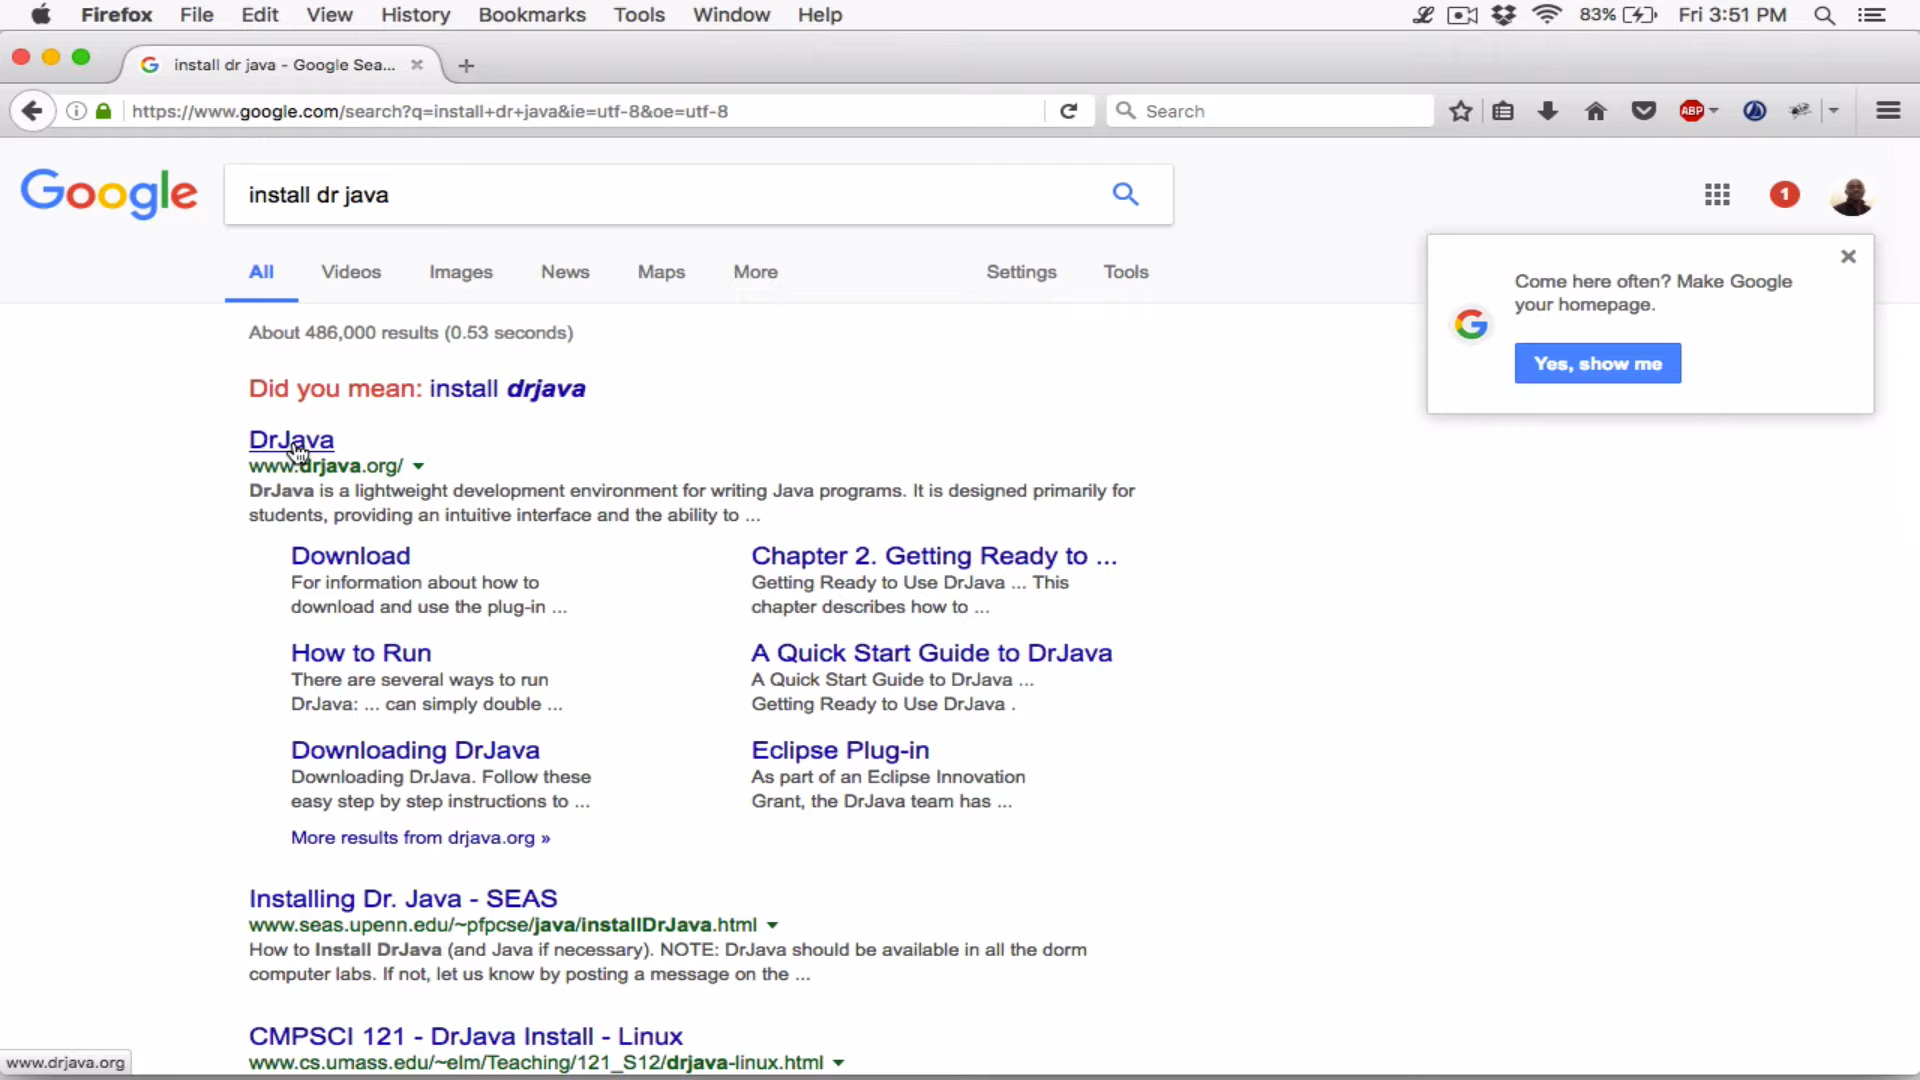 Firefox File Edit View History Bookmarks Tools Window Help 83% Fri 3:51 PM
install dr java - Google Sea...
https://www.google.com/search?q=install+dr+java&ie=utf-8&oe=utf-8 Search ABP
Google install dr java 1
All Videos Images News Maps More Settings Tools
Come here often? Make Google
your homepage.
Yes, show me
About 486,000 results (0.53 seconds)
Did you mean: install drjava
DrJava
www.drjava.org/
DrJava is a lightweight development environment for writing Java programs. It is designed primarily for
students, providing an intuitive interface and the ability to ...
Download
For information about how to
download and use the plug-in ...
Chapter 2. Getting Ready to ...
Getting Ready to Use DrJava ... This
chapter describes how to ...
How to Run
There are several ways to run
DrJava: ... can simply double ...
A Quick Start Guide to DrJava
A Quick Start Guide to DrJava ...
Getting Ready to Use DrJava .
Downloading DrJava
Downloading DrJava. Follow these
easy step by step instructions to ...
Eclipse Plug-in
As part of an Eclipse Innovation
Grant, the DrJava team has ...
More results from drjava.org »
Installing Dr. Java - SEAS
www.seas.upenn.edu/~pfpcse/java/installDrJava.html
How to Install DrJava (and Java if necessary). NOTE: DrJava should be available in all the dorm
computer labs. If not, let us know by posting a message on the ...
CMPSCI 121 - DrJava Install - Linux
www.cs.umass.edu/~elm/Teaching/121_S12/drjava-linux.html
www.drjava.org